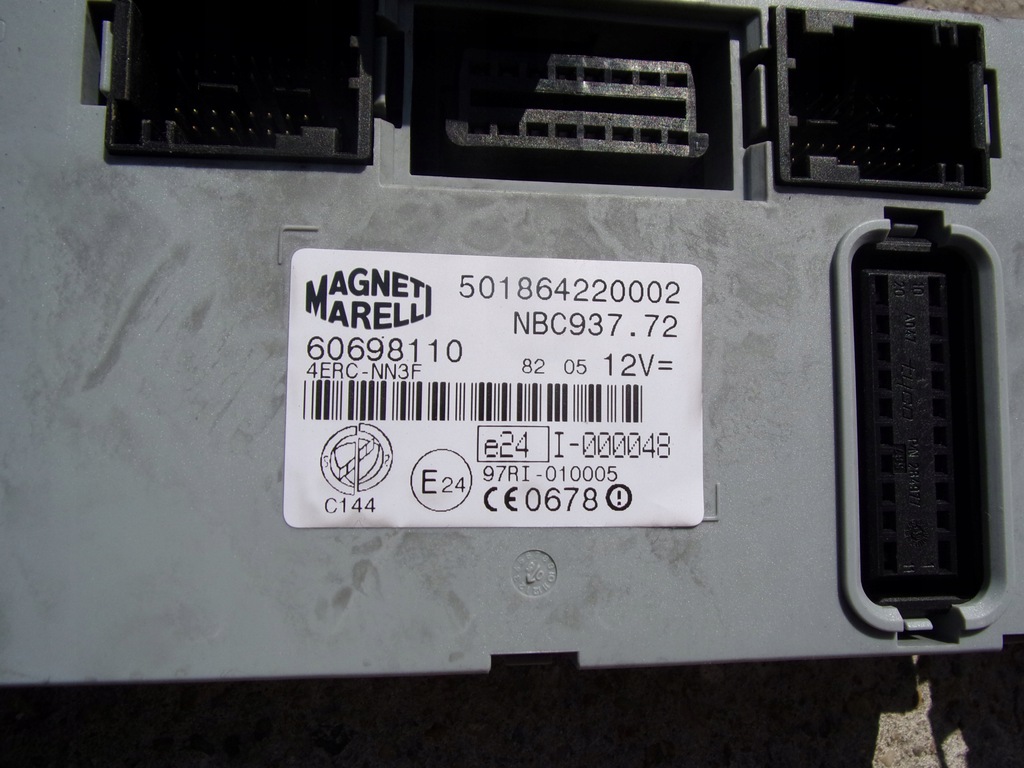 MAGNETI
MARELLI
501864220002
NBC937.72
60698110
4ERC-NN3F
82 05 12V=
e24 I-000048
97RI-010005
C144
E24
CE0678